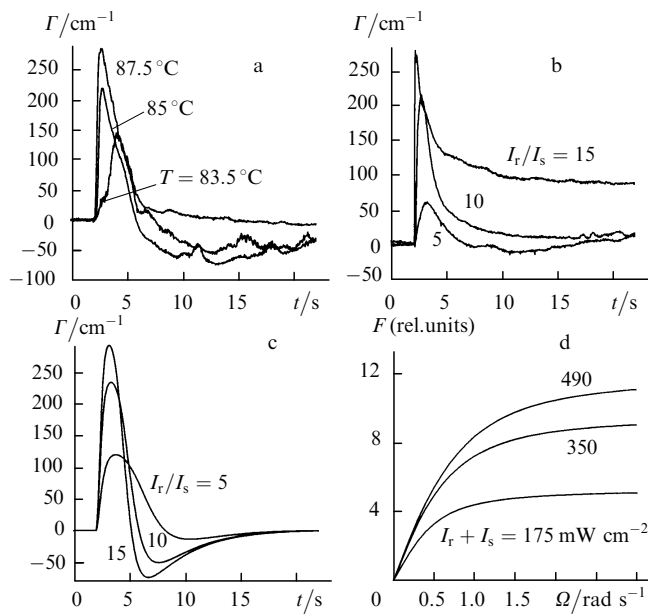 Γ/cm⁻¹
250
200
150
100
50
0
−50
−100
a
87.5 °C
85 °C
T = 83.5 °C
0 5 10 15 t/s
Γ/cm⁻¹
250
200
150
100
50
0
−50
b
I_r/I_s = 15
10
5
0 5 10 15 t/s
Γ/cm⁻¹
250
200
150
100
50
0
−50
c
I_r/I_s = 5
10
15
0 5 10 15 t/s
F (rel.units)
12
8
4
0
d
490
350
I_r + I_s = 175 mW cm⁻²
0.5 1.0 1.5 Ω/rad s⁻¹